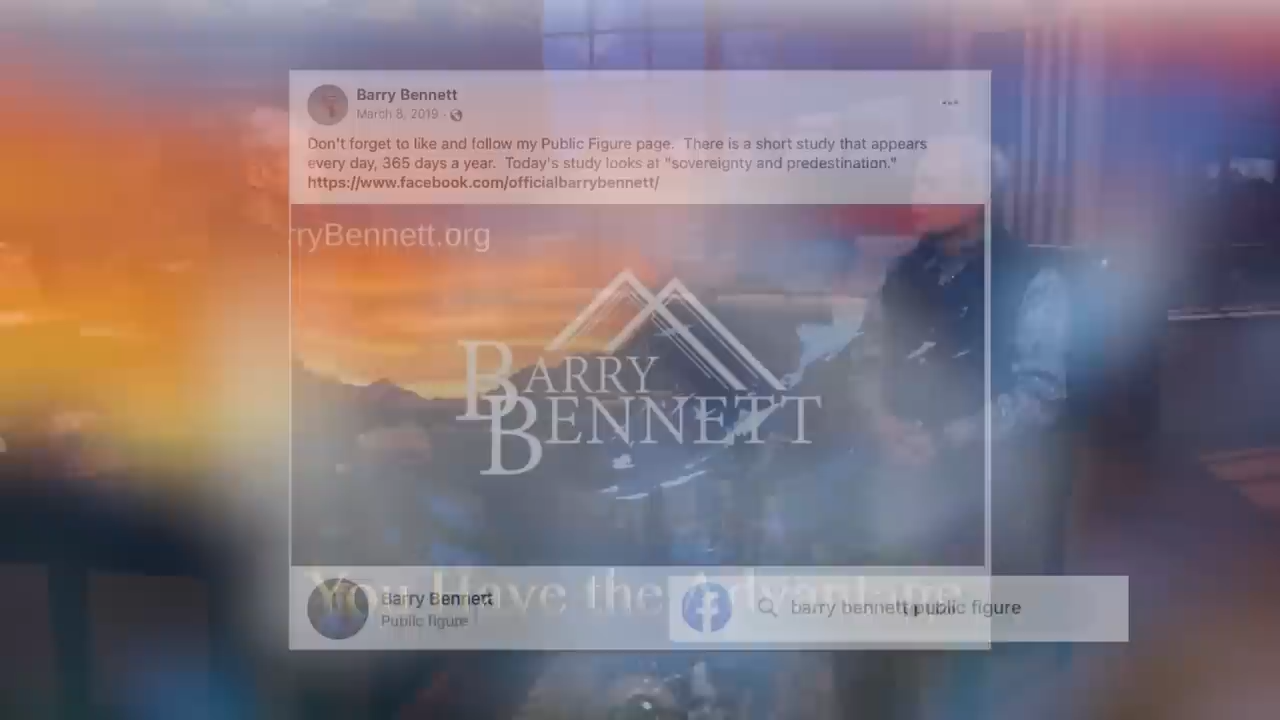 Barry Bennett
March 8, 2019 ·
Don't forget to like and follow my Public Figure page. There is a short study that appears
every day, 365 days a year. Today's study looks at "sovereignty and predestination."
https://www.facebook.com/officialbarrybennett/
rryBennett.org
BARRY
BENNETT
You Have the Advantage
Barry Bennett
Public figure
barry bennett public figure